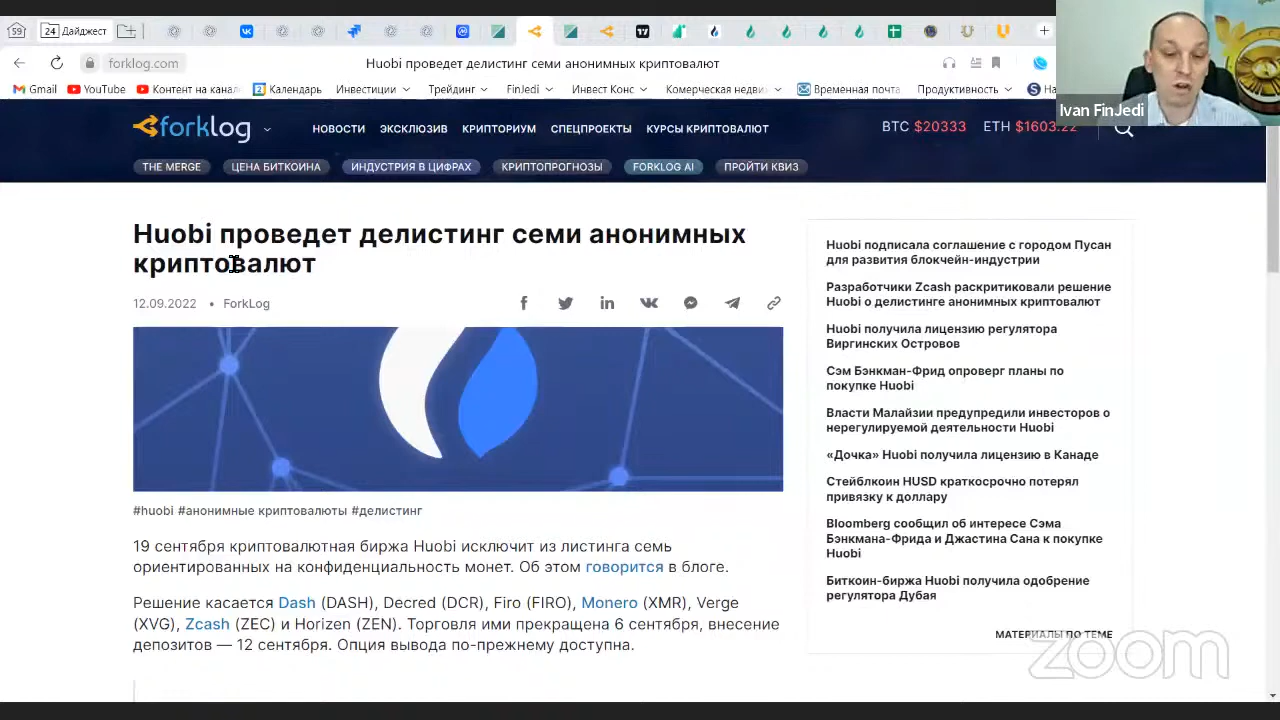 59
24 Дайджест
17
forklog.com
Huobi проведет делистинг семи анонимных криптовалют
Gmail
YouTube
Контент на канал
Календарь
Инвестиции
Трейдинг
FinJedi
Инвест Конс
Комерческая недви
Временная почта
Продуктивность
На
Ivan FinJedi
forklog
НОВОСТИ
ЭКСКЛЮЗИВ
КРИПТОРИУМ
СПЕЦПРОЕКТЫ
КУРСЫ КРИПТОВАЛЮТ
BTC $20333
ETH $1603.22
THE MERGE
ЦЕНА БИТКОИНА
ИНДУСТРИЯ В ЦИФРАХ
КРИПТОПРОГНОЗЫ
FORKLOG AI
ПРОЙТИ КВИЗ
Huobi проведет делистинг семи анонимных
криптовалют
12.09.2022 • ForkLog
#huobi #анонимные криптовалюты #делистинг
19 сентября криптовалютная биржа Huobi исключит из листинга семь
ориентированных на конфиденциальность монет. Об этом говорится в блоге.
Решение касается Dash (DASH), Decred (DCR), Firo (FIRO), Monero (XMR), Verge
(XVG), Zcash (ZEC) и Horizen (ZEN). Торговля ими прекращена 6 сентября, внесение
депозитов — 12 сентября. Опция вывода по-прежнему доступна.
Huobi подписала соглашение с городом Пусан
для развития блокчейн-индустрии
Разработчики Zcash раскритиковали решение
Huobi о делистинге анонимных криптовалют
Huobi получила лицензию регулятора
Виргинских Островов
Сэм Бэнкман-Фрид опроверг планы по
покупке Huobi
Власти Малайзии предупредили инвесторов о
нерегулируемой деятельности Huobi
«Дочка» Huobi получила лицензию в Канаде
Стейблкоин HUSD краткосрочно потерял
привязку к доллару
Bloomberg сообщил об интересе Сэма
Бэнкмана-Фрида и Джастина Сана к покупке
Huobi
Биткоин-биржа Huobi получила одобрение
регулятора Дубая
МАТЕРИАЛЫ ПО ТЕМЕ
zoom